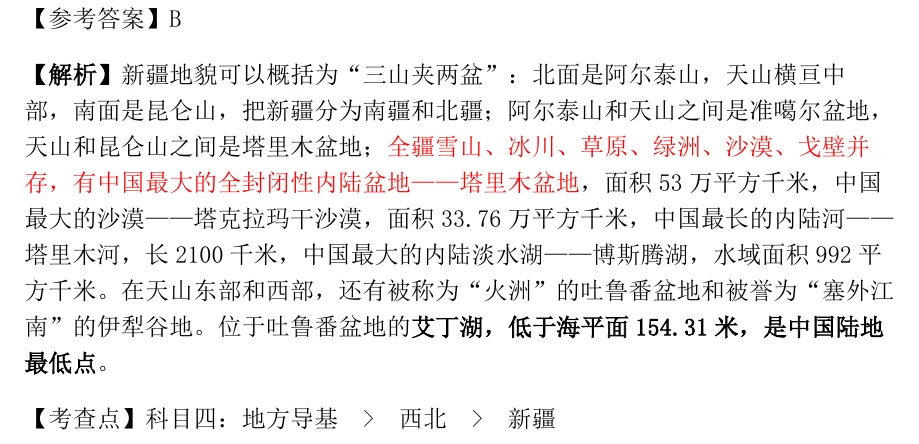 【参考答案】B
【解析】新疆地貌可以概括为“三山夹两盆”：北面是阿尔泰山，天山横亘中
部，南面是昆仑山，把新疆分为南疆和北疆；阿尔泰山和天山之间是准噶尔盆地，
天山和昆仑山之间是塔里木盆地；全疆雪山、冰川、草原、绿洲、沙漠、戈壁并
存，有中国最大的全封闭性内陆盆地——塔里木盆地，面积 53 万平方千米，中国
最大的沙漠——塔克拉玛干沙漠，面积 33.76 万平方千米，中国最长的内陆河——
塔里木河，长 2100 千米，中国最大的内陆淡水湖——博斯腾湖，水域面积 992 平
方千米。在天山东部和西部，还有被称为“火洲”的吐鲁番盆地和被誉为“塞外江
南”的伊犁谷地。位于吐鲁番盆地的艾丁湖，低于海平面 154.31 米，是中国陆地
最低点。
【考查点】科目四：地方导基 > 西北 > 新疆